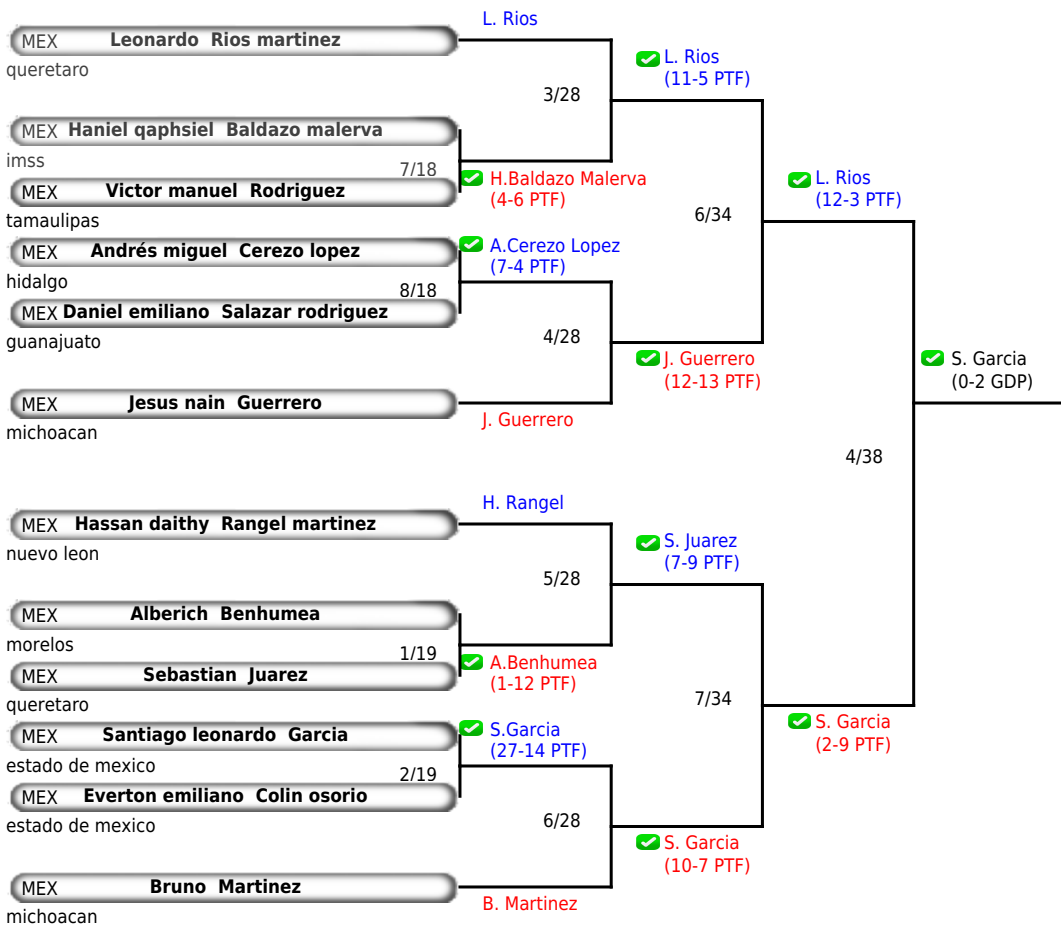 L. Rios
MEX Leonardo Rios martinez
queretaro
L. Rios
(11-5 PTF)
3/28
MEX Haniel qaphsiel Baldazo malerva
imss
7/18
H.Baldazo Malerva
(4-6 PTF)
MEX Victor manuel Rodriguez
tamaulipas
L. Rios
(12-3 PTF)
6/34
MEX Andrés miguel Cerezo lopez
A.Cerezo Lopez
(7-4 PTF)
hidalgo
8/18
MEX Daniel emiliano Salazar rodriguez
guanajuato
4/28
J. Guerrero
(12-13 PTF)
S. Garcia
(0-2 GDP)
MEX Jesus nain Guerrero
michoacan
J. Guerrero
4/38
H. Rangel
MEX Hassan daithy Rangel martinez
nuevo leon
S. Juarez
(7-9 PTF)
5/28
MEX Alberich Benhumea
morelos
1/19
A.Benhumea
(1-12 PTF)
MEX Sebastian Juarez
queretaro
7/34
S. Garcia
(2-9 PTF)
MEX Santiago leonardo Garcia
S.Garcia
(27-14 PTF)
estado de mexico
2/19
MEX Everton emiliano Colin osorio
estado de mexico
6/28
S. Garcia
(10-7 PTF)
MEX Bruno Martinez
michoacan
B. Martinez